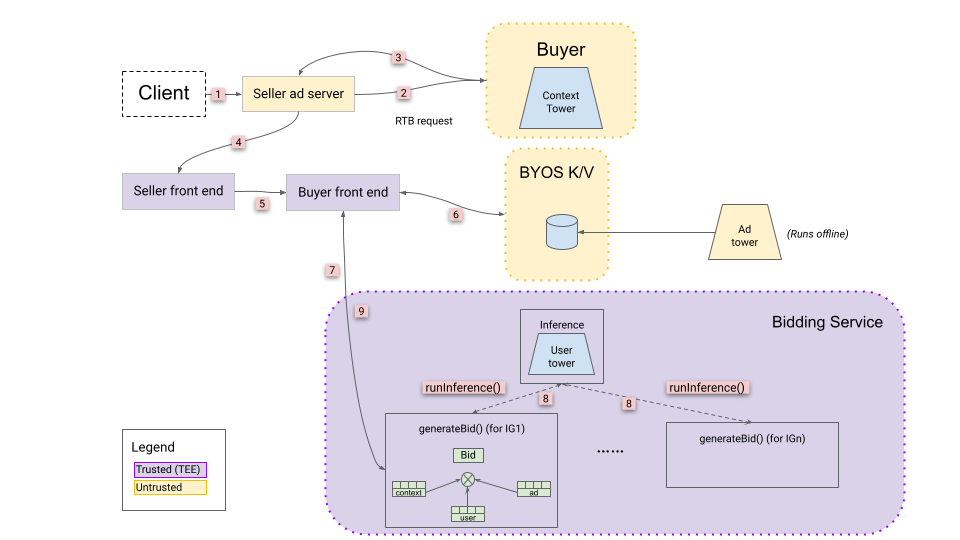 Buyer
3
Client
1
Seller ad server
2
Context
Tower
RTB request
4
BYOS K/V
Seller front end
5
Buyer front end
6
Ad
tower
(Runs offline)
7
9
Bidding Service
Inference
User
tower
runInference()
8
runInference()
8
generateBid() (for IG1)
generateBid() (for IGn)
Bid
......
context
ad
user
Legend
Trusted (TEE)
Untrusted